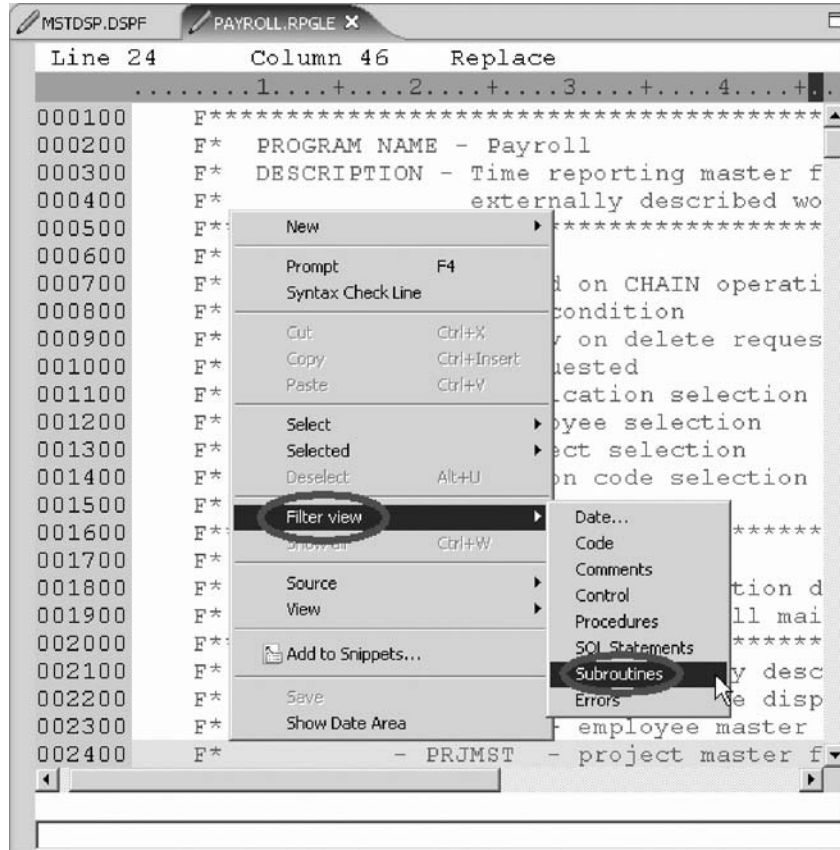 MSTDSP.DSPF PAYROLL.RPGLE
Line 24 Column 46 Replace
.........1....+....2....+....3....+....4....+...
000100 F******************************************
000200 F* PROGRAM NAME - Payroll
000300 F* DESCRIPTION - Time reporting master f
000400 F* externally described wo
000500 F** *****************
000600 F*
000700 F* d on CHAIN operati
000800 F* condition
000900 F* on delete reques
001000 F* uested
001100 F* ication selection
001200 F* oyee selection
001300 F* ect selection
001400 F* on code selection
001500 F*
001600 F** ******
001700 F*
001800 F* tion d
001900 F* ll mai
002000 F** ******
002100 F* y desc
002200 F* e disp
002300 F* - employee master
002400 F* - PRJMST - project master f
New
Prompt F4
Syntax Check Line
Cut Ctrl+X
Copy Ctrl+Insert
Paste Ctrl+V
Select
Selected
Deselect Alt+U
Filter view
Show all Ctrl+W
Source
View
Add to Snippets...
Save
Show Date Area
Date...
Code
Comments
Control
Procedures
SQL Statements
Subroutines
Errors